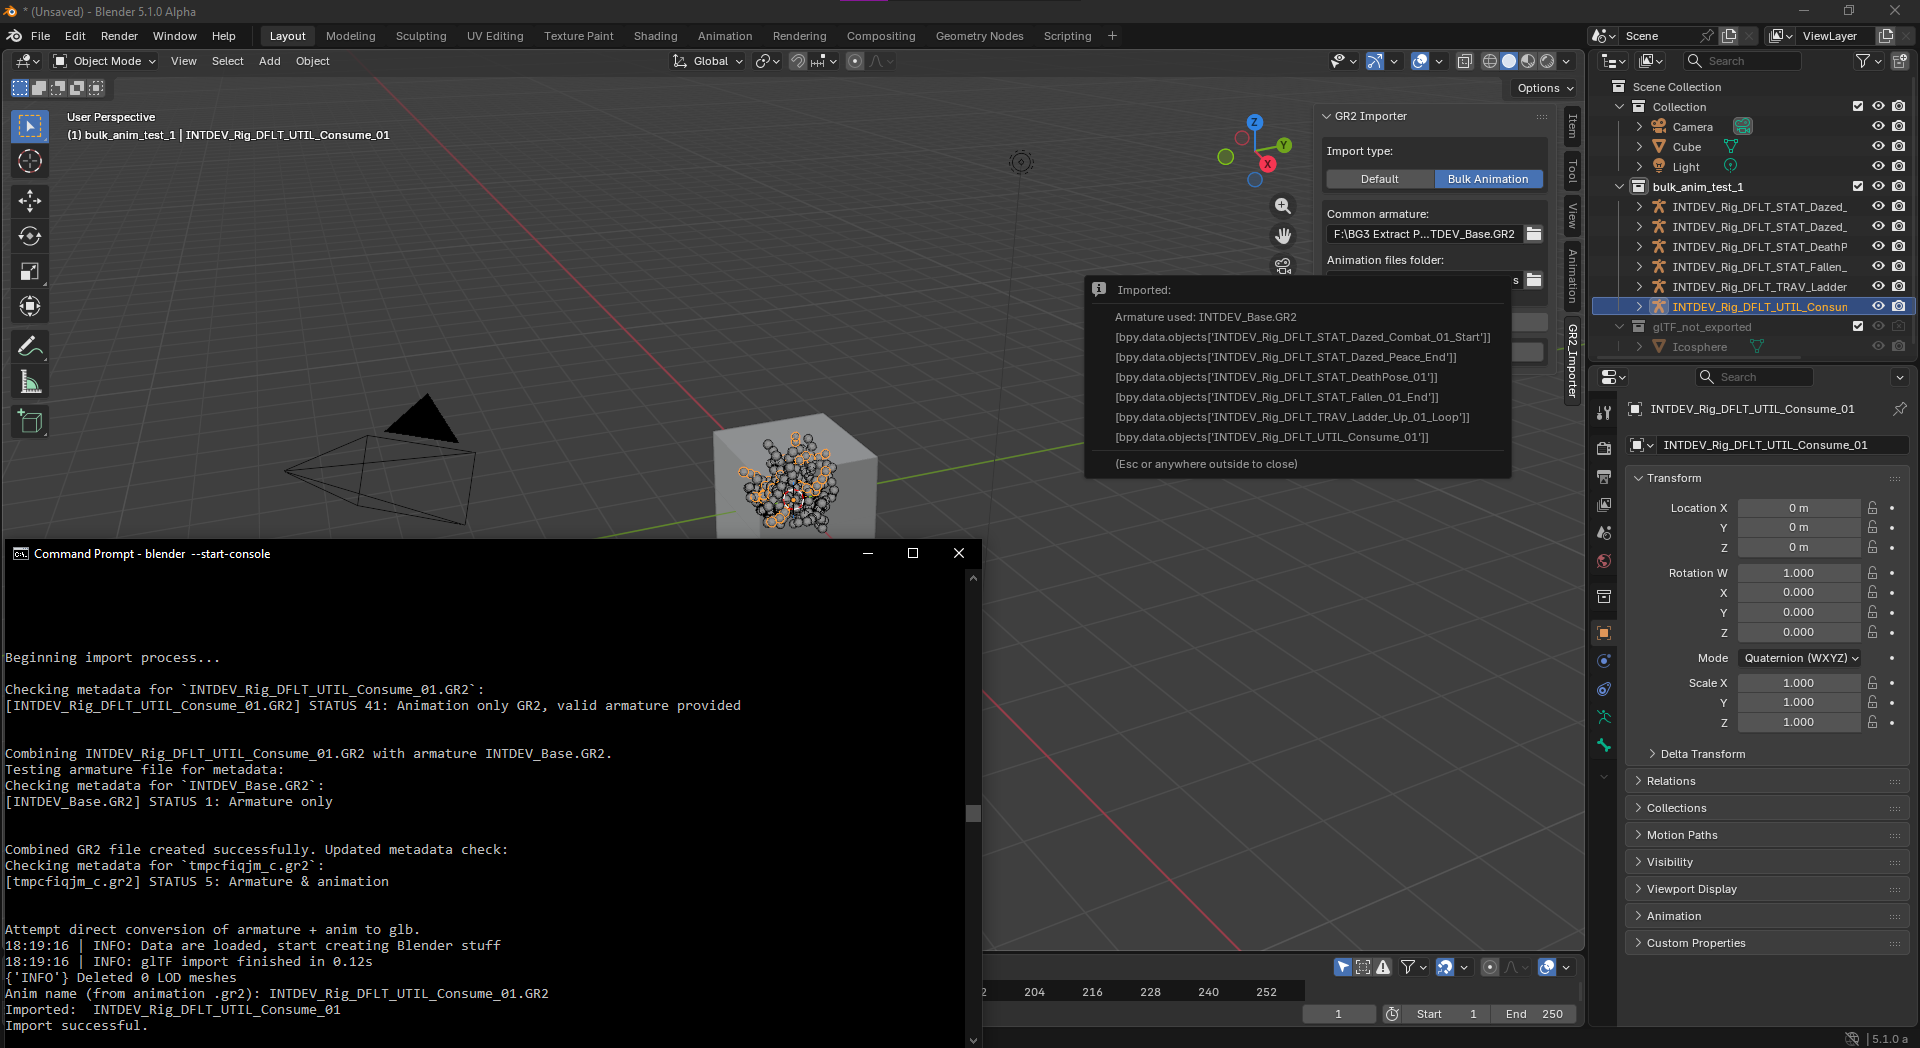 * (Unsaved) - Blender 5.1.0 Alpha
File Edit Render Window Help Layout Modeling Sculpting UV Editing Texture Paint Shading Animation Rendering Compositing Geometry Nodes Scripting + Scene ViewLayer
Object Mode View Select Add Object Global Search
Options
User Perspective
(1) bulk_anim_test_1 | INTDEV_Rig_DFLT_UTIL_Consume_01
Z
Y
X
GR2 Importer
Import type:
Default Bulk Animation
Common armature:
F:\BG3 Extract P...TDEV_Base.GR2
Animation files folder:
s
Item
Tool
View
Animation
GR2_Importer
Imported:
Armature used: INTDEV_Base.GR2
[bpy.data.objects['INTDEV_Rig_DFLT_STAT_Dazed_Combat_01_Start']]
[bpy.data.objects['INTDEV_Rig_DFLT_STAT_Dazed_Peace_End']]
[bpy.data.objects['INTDEV_Rig_DFLT_STAT_DeathPose_01']]
[bpy.data.objects['INTDEV_Rig_DFLT_STAT_Fallen_01_End']]
[bpy.data.objects['INTDEV_Rig_DFLT_TRAV_Ladder_Up_01_Loop']]
[bpy.data.objects['INTDEV_Rig_DFLT_UTIL_Consume_01']]
(Esc or anywhere outside to close)
Scene Collection
Collection
Camera
Cube
Light
bulk_anim_test_1
INTDEV_Rig_DFLT_STAT_Dazed_
INTDEV_Rig_DFLT_STAT_Dazed_
INTDEV_Rig_DFLT_STAT_DeathP
INTDEV_Rig_DFLT_STAT_Fallen_
INTDEV_Rig_DFLT_TRAV_Ladder
INTDEV_Rig_DFLT_UTIL_Consun
glTF_not_exported
Icosphere
Search
INTDEV_Rig_DFLT_UTIL_Consume_01
INTDEV_Rig_DFLT_UTIL_Consume_01
Transform
Location X 0 m
Y 0 m
Z 0 m
Rotation W 1.000
X 0.000
Y 0.000
Z 0.000
Mode Quaternion (WXYZ)
Scale X 1.000
Y 1.000
Z 1.000
Delta Transform
Relations
Collections
Motion Paths
Visibility
Viewport Display
Animation
Custom Properties
Command Prompt - blender --start-console
Beginning import process...
Checking metadata for `INTDEV_Rig_DFLT_UTIL_Consume_01.GR2`:
[INTDEV_Rig_DFLT_UTIL_Consume_01.GR2] STATUS 41: Animation only GR2, valid armature provided
Combining INTDEV_Rig_DFLT_UTIL_Consume_01.GR2 with armature INTDEV_Base.GR2.
Testing armature file for metadata:
Checking metadata for `INTDEV_Base.GR2`:
[INTDEV_Base.GR2] STATUS 1: Armature only
Combined GR2 file created successfully. Updated metadata check:
Checking metadata for `tmpcfiqjm_c.gr2`:
[tmpcfiqjm_c.gr2] STATUS 5: Armature & animation
Attempt direct conversion of armature + anim to glb.
18:19:16 | INFO: Data are loaded, start creating Blender stuff
18:19:16 | INFO: glTF import finished in 0.12s
{'INFO'} Deleted 0 LOD meshes
Anim name (from animation .gr2): INTDEV_Rig_DFLT_UTIL_Consume_01.GR2
Imported: INTDEV_Rig_DFLT_UTIL_Consume_01
Import successful.
2 204 216 228 240 252
1 Start 1 End 250
5.1.0 a